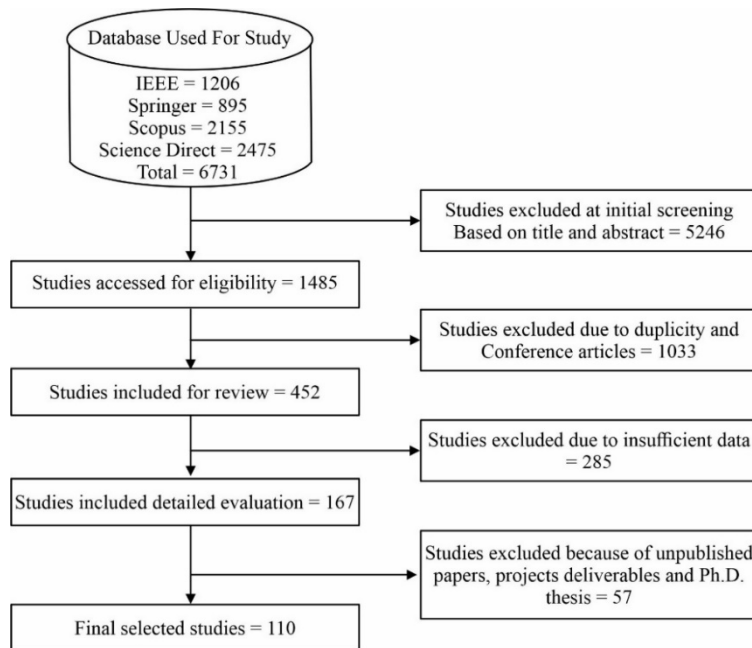 Database Used For Study
IEEE = 1206
Springer = 895
Scopus = 2155
Science Direct = 2475
Total = 6731
Studies excluded at initial screening
Based on title and abstract = 5246
Studies accessed for eligibility = 1485
Studies excluded due to duplicity and
Conference articles = 1033
Studies included for review = 452
Studies excluded due to insufficient data
= 285
Studies included detailed evaluation = 167
Studies excluded because of unpublished
papers, projects deliverables and Ph.D.
thesis = 57
Final selected studies = 110